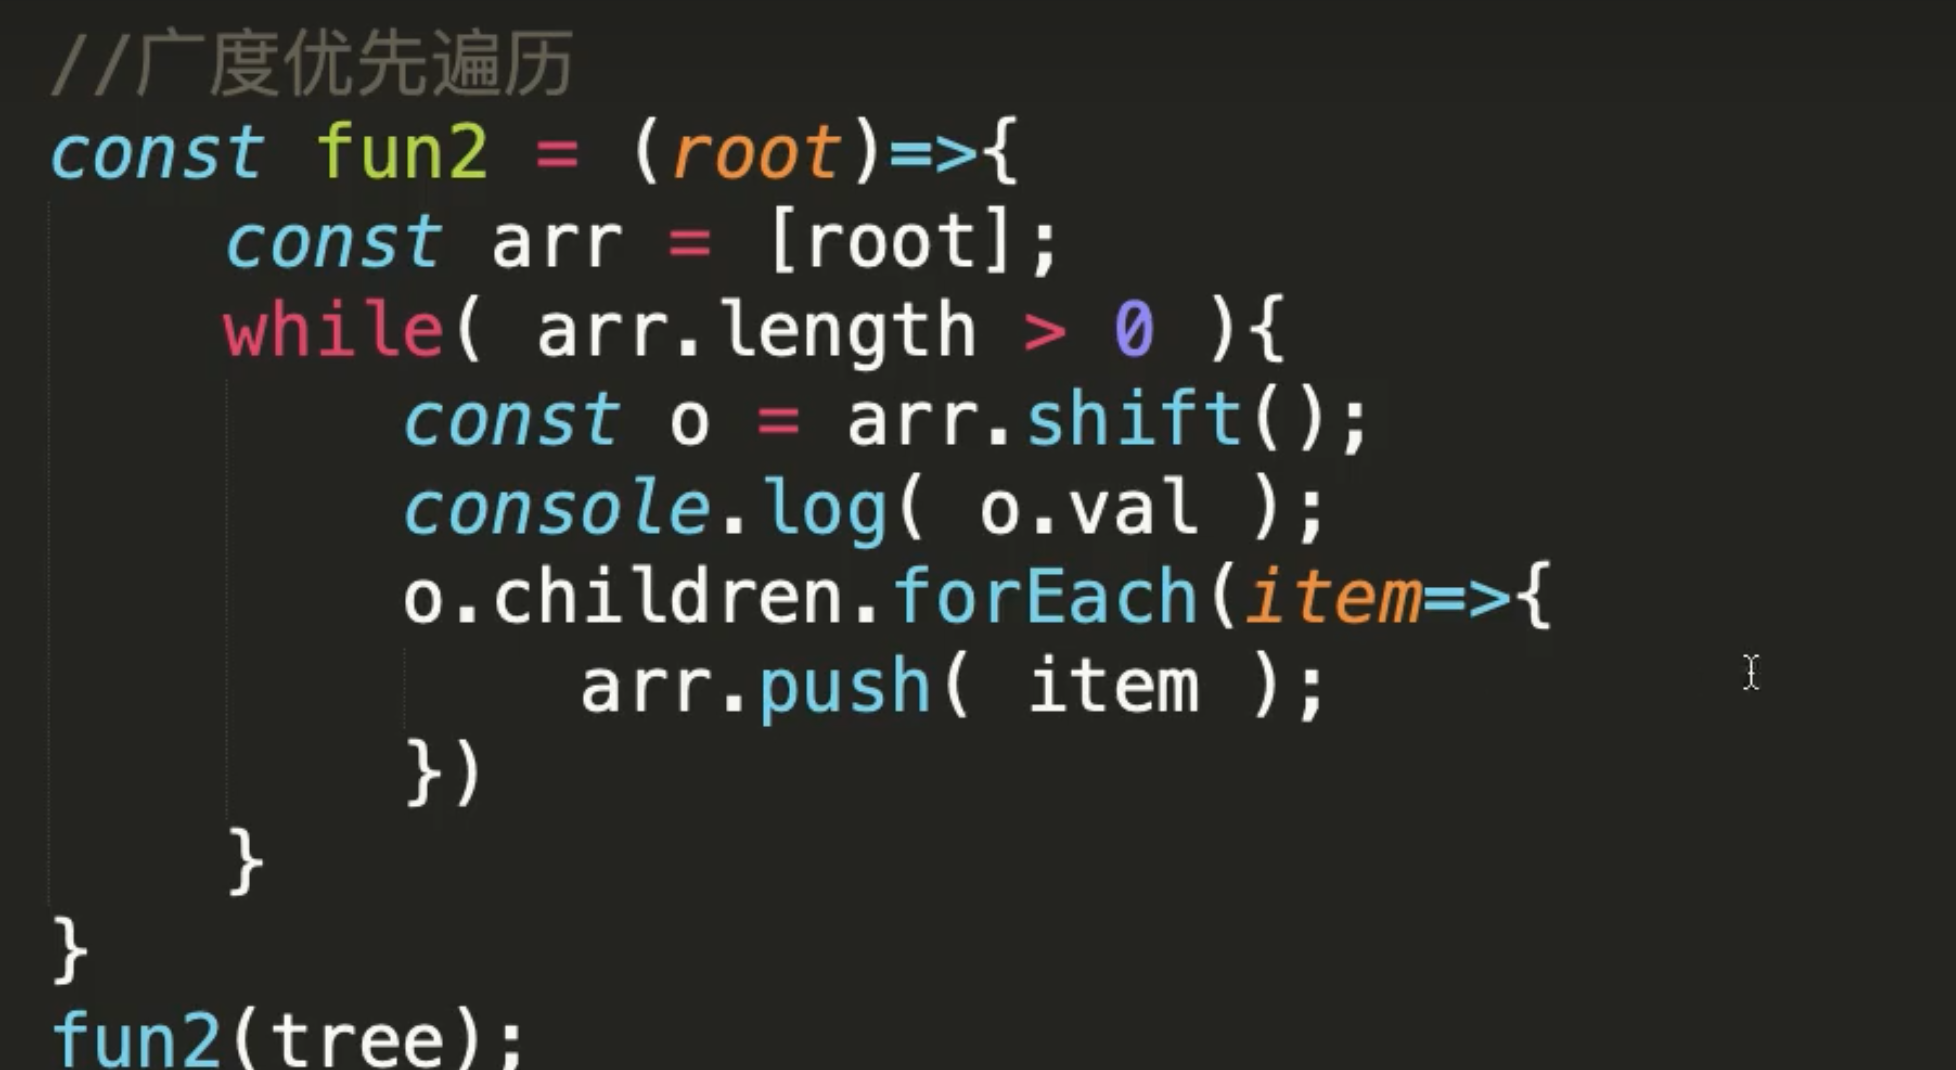 //广度优先遍历
const fun2 = (root)=>{
    const arr = [root];
    while( arr.length > 0 ){
        const o = arr.shift();
        console.log( o.val );
        o.children.forEach(item=>{
            arr.push( item );
        })
    }
}
fun2(tree);